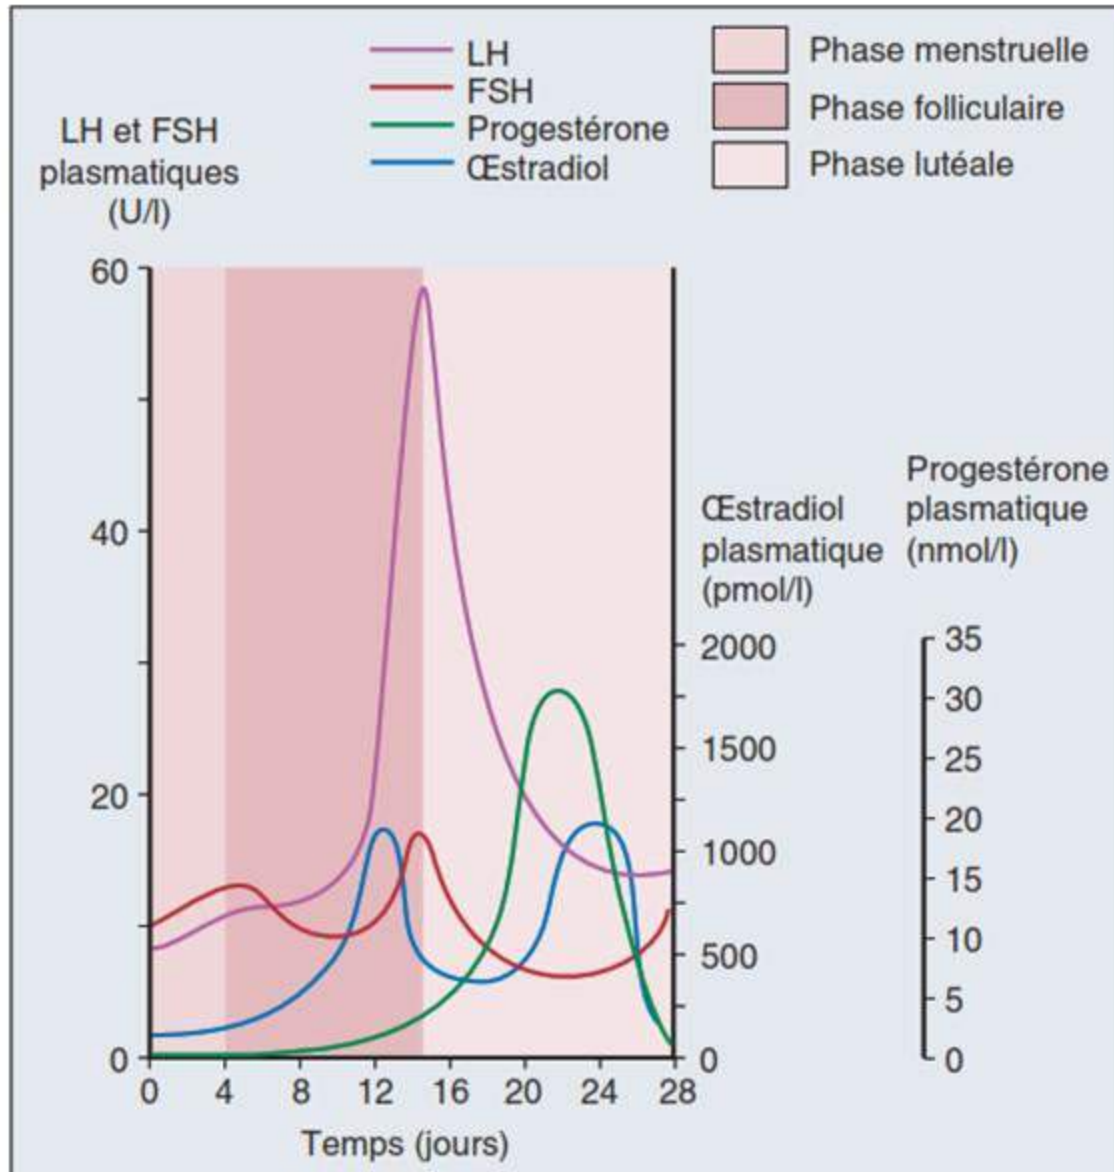 LH
FSH
Progestérone
Œstradiol
Phase menstruelle
Phase folliculaire
Phase lutéale
LH et FSH
plasmatiques
(U/l)
60
40
20
0
Œstradiol
plasmatique
(pmol/l)
2000
1500
1000
500
0
Progestérone
plasmatique
(nmol/l)
35
30
25
20
15
10
5
0
0 4 8 12 16 20 24 28
Temps (jours)